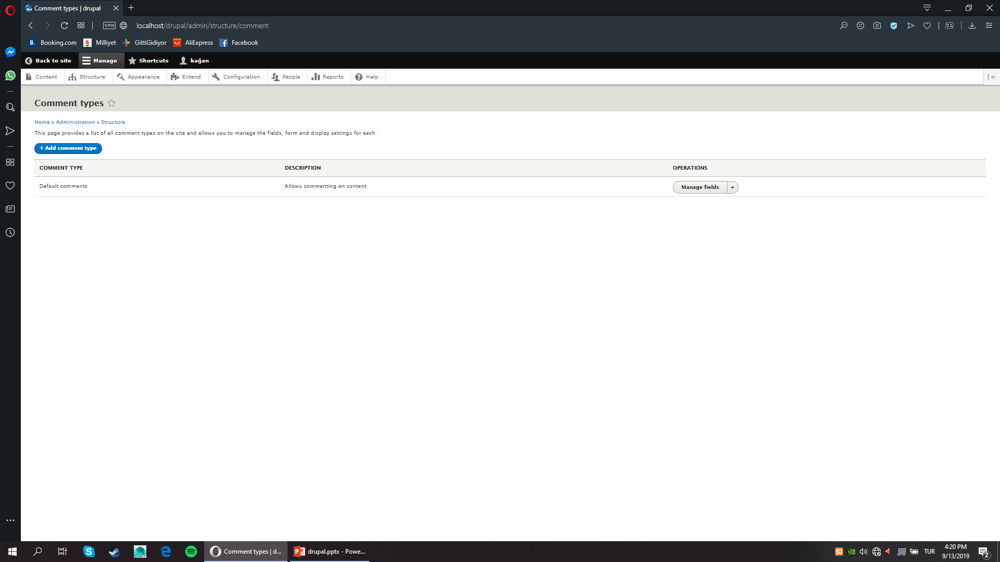 Comment types | drupal
VPN
localhost/drupal/admin/structure/comment
B. Booking.com Milliyet GittiGidiyor AliExpress Facebook
Back to site Manage Shortcuts kağan
Content Structure Appearance Extend Configuration People Reports Help
Comment types
Home » Administration » Structure
This page provides a list of all comment types on the site and allows you to manage the fields, form and display settings for each.
+ Add comment type
COMMENT TYPE DESCRIPTION OPERATIONS
Default comments Allows commenting on content Manage fields
Comment types | d... drupal.pptx - Powe...
TUR
4:20 PM
9/13/2019
2